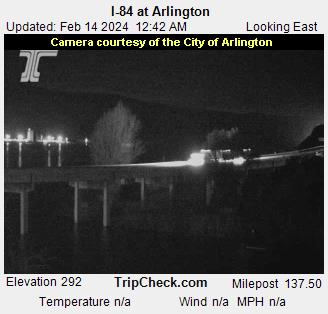 I-84 at Arlington
Updated: Feb 14 2024 12:42 AM Looking East
Camera courtesy of the City of Arlington
Elevation 292 TripCheck.com Milepost 137.50
Temperature n/a Wind n/a MPH n/a